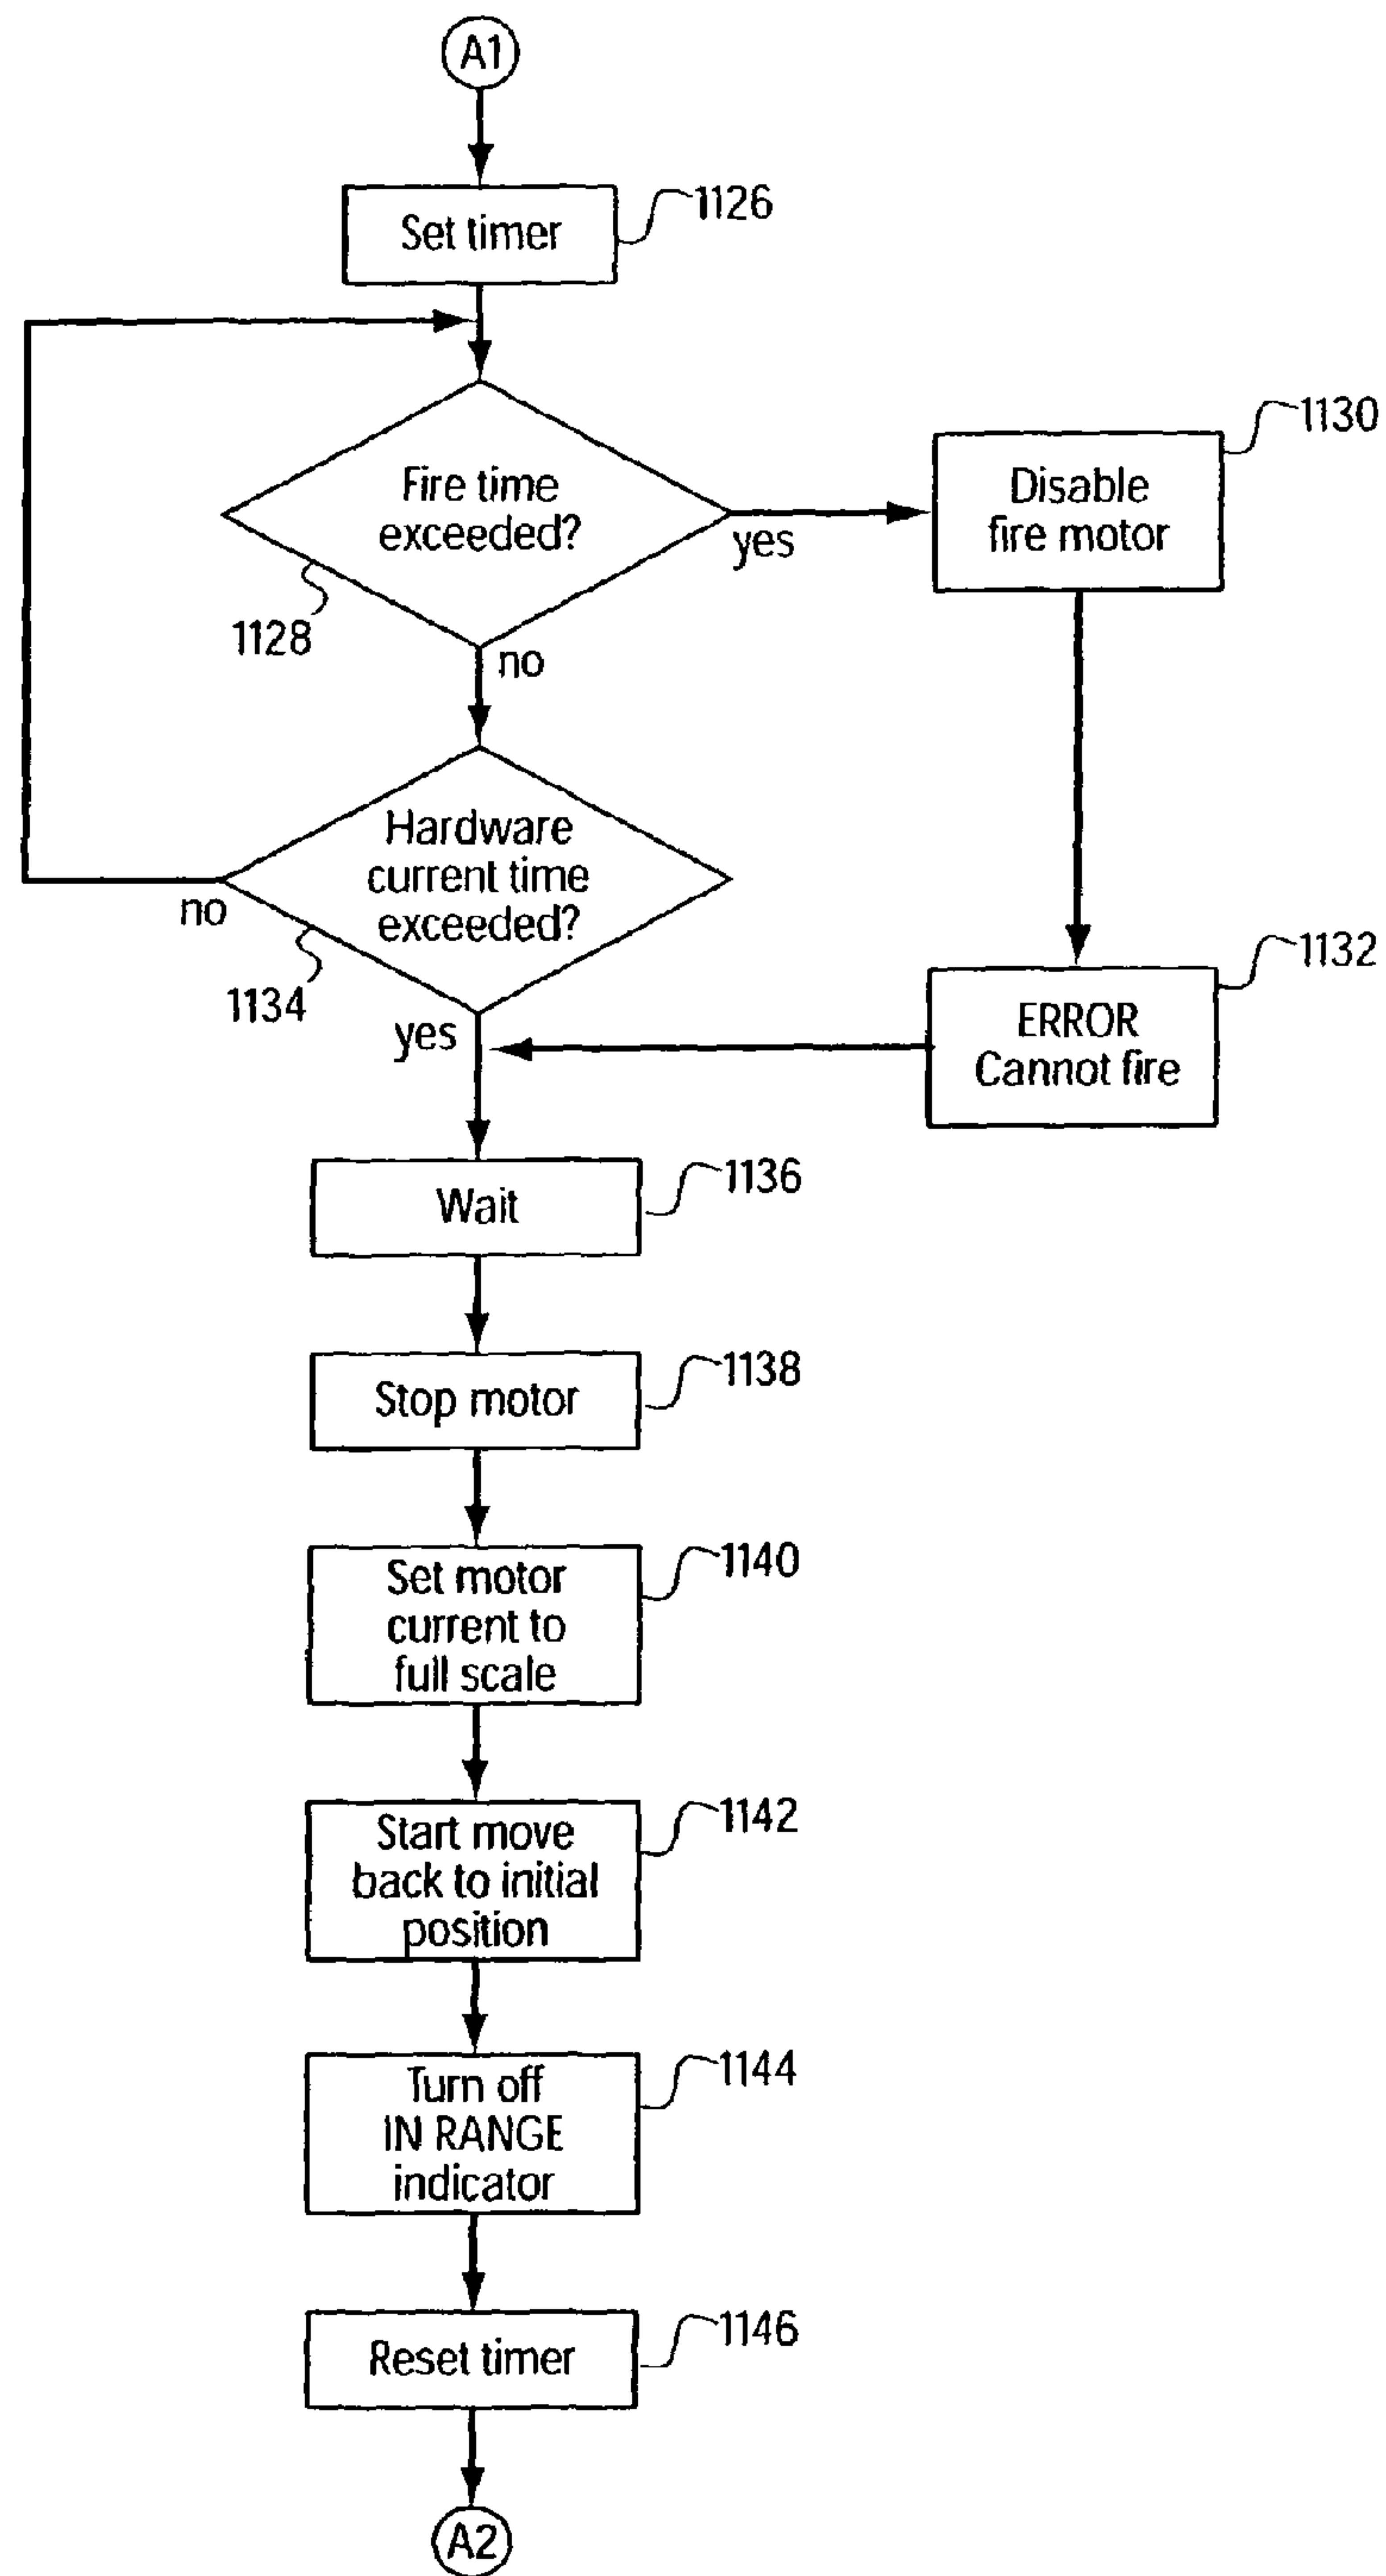 A1
Set timer
1126
Fire time
exceeded?
1128
yes
no
Disable
fire motor
1130
Hardware
current time
exceeded?
1134
no
yes
ERROR
Cannot fire
1132
Wait
1136
Stop motor
1138
Set motor
current to
full scale
1140
Start move
back to initial
position
1142
Turn off
IN RANGE
indicator
1144
Reset timer
1146
A2